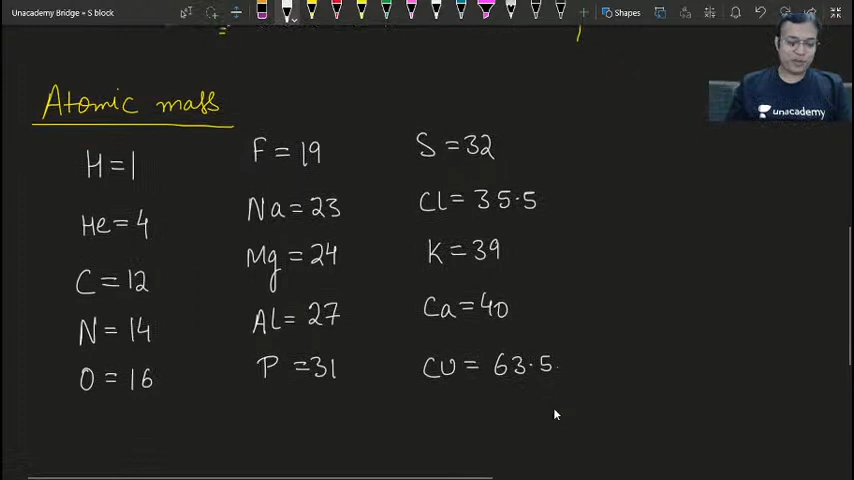 Unacademy Bridge + S block
Shapes
unacademy
Atomic mass
H = 1
He = 4
C = 12
N = 14
O = 16
F = 19
Na = 23
Mg = 24
Al = 27
P = 31
S = 32
Cl = 35.5
K = 39
Ca = 40
CU = 63.5